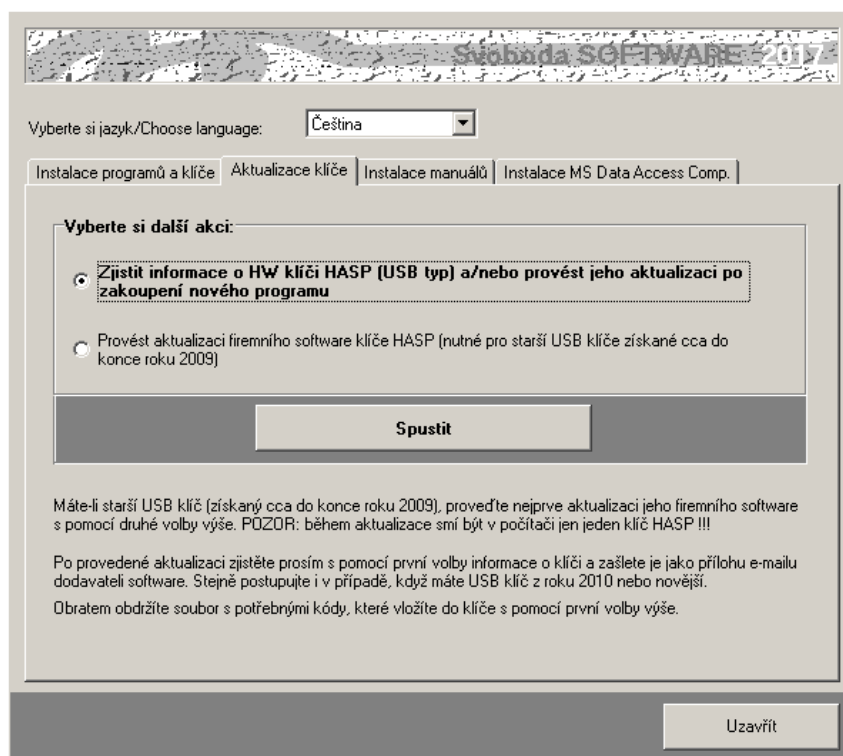 Svoboda SOFTWARE 2017
Vyberte si jazyk/Choose language:
Čeština
Instalace programů a klíče
Aktualizace klíče
Instalace manuálů
Instalace MS Data Access Comp.
Vyberte si další akci:
Zjistit informace o HW klíči HASP (USB typ) a/nebo provést jeho aktualizaci po
zakoupení nového programu
Provést aktualizaci firemního software klíče HASP (nutné pro starší USB klíče získané cca do
konce roku 2009)
Spustit
Máte-li starší USB klíč (získaný cca do konce roku 2009), proveďte nejprve aktualizaci jeho firemního software
s pomocí druhé volby výše. POZOR: během aktualizace smí být v počítači jen jeden klíč HASP !!!
Po provedené aktualizaci zjistěte prosím s pomocí první volby informace o klíči a zašlete je jako přílohu e-mailu
dodavateli software. Stejně postupujte i v případě, když máte USB klíč z roku 2010 nebo novější.
Obratem obdržíte soubor s potřebnými kódy, které vložíte do klíče s pomocí první volby výše.
Uzavřít